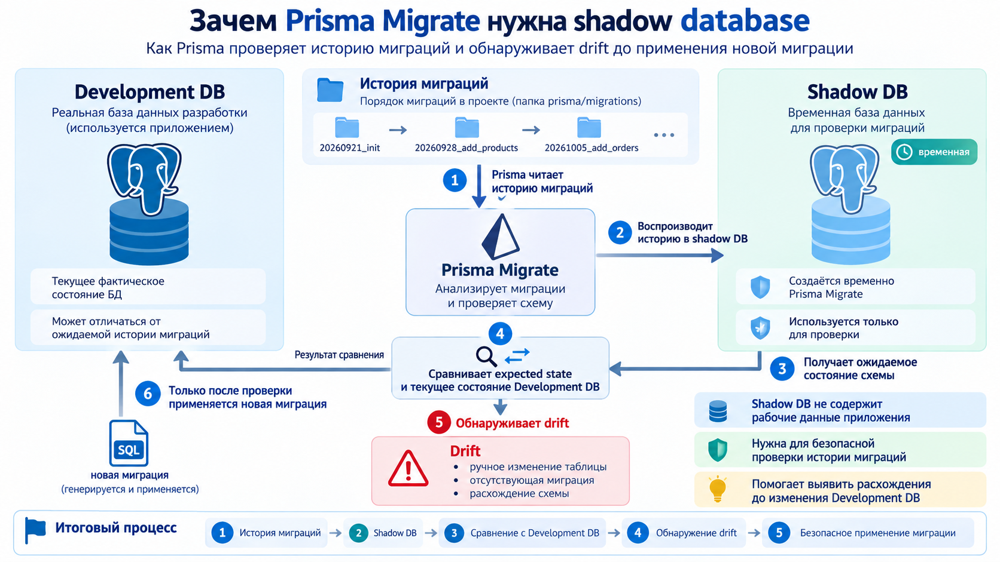 Зачем Prisma Migrate нужна shadow database
Как Prisma проверяет историю миграций и обнаруживает drift до применения новой миграции
Development DB
Реальная база данных разработки
(используется приложением)
Текущее фактическое
состояние БД
Может отличаться от
ожидаемой истории миграций
История миграций
Порядок миграций в проекте (папка prisma/migrations)
20260921_init
20260928_add_products
20261005_add_orders
...
1
Prisma читает
историю миграций
Prisma Migrate
Анализирует миграции
и проверяет схему
2
Воспроизводит
историю в shadow DB
Shadow DB
Временная база данных
для проверки миграций
временная
Создаётся временно
Prisma Migrate
Используется только
для проверки
3
Получает ожидаемое
состояние схемы
4
Сравнивает expected state
и текущее состояние Development DB
Результат сравнения
5
Обнаруживает drift
Drift
• ручное изменение таблицы
• отсутствующая миграция
• расхождение схемы
6
Только после проверки
применяется новая миграция
SQL
новая миграция
(генерируется и применяется)
Shadow DB не содержит
рабочие данные приложения
Нужна для безопасной
проверки истории миграций
Помогает выявить расхождения
до изменения Development DB
Итоговый процесс
1 История миграций
2 Shadow DB
3 Сравнение с Development DB
4 Обнаружение drift
5 Безопасное применение миграции